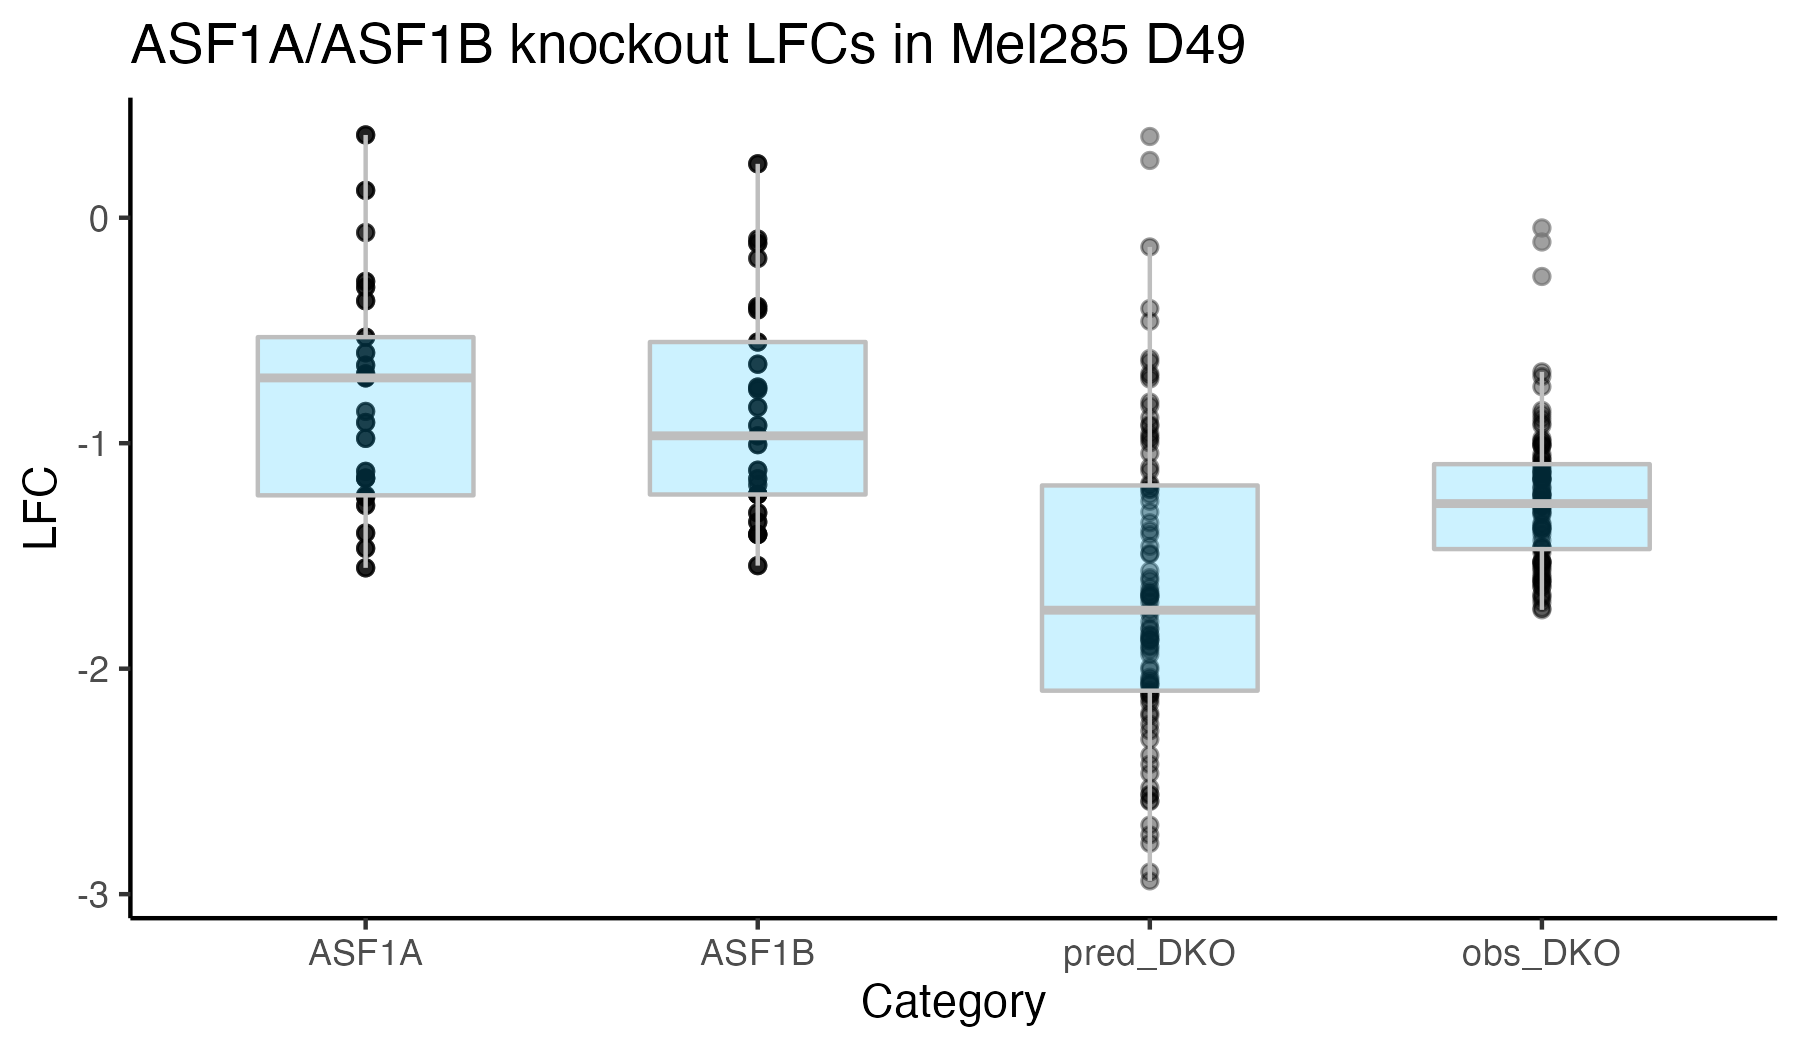 ASF1A/ASF1B knockout LFCs in Mel285 D49
LFC
0
-1
-2
-3
ASF1A ASF1B pred_DKO obs_DKO
Category